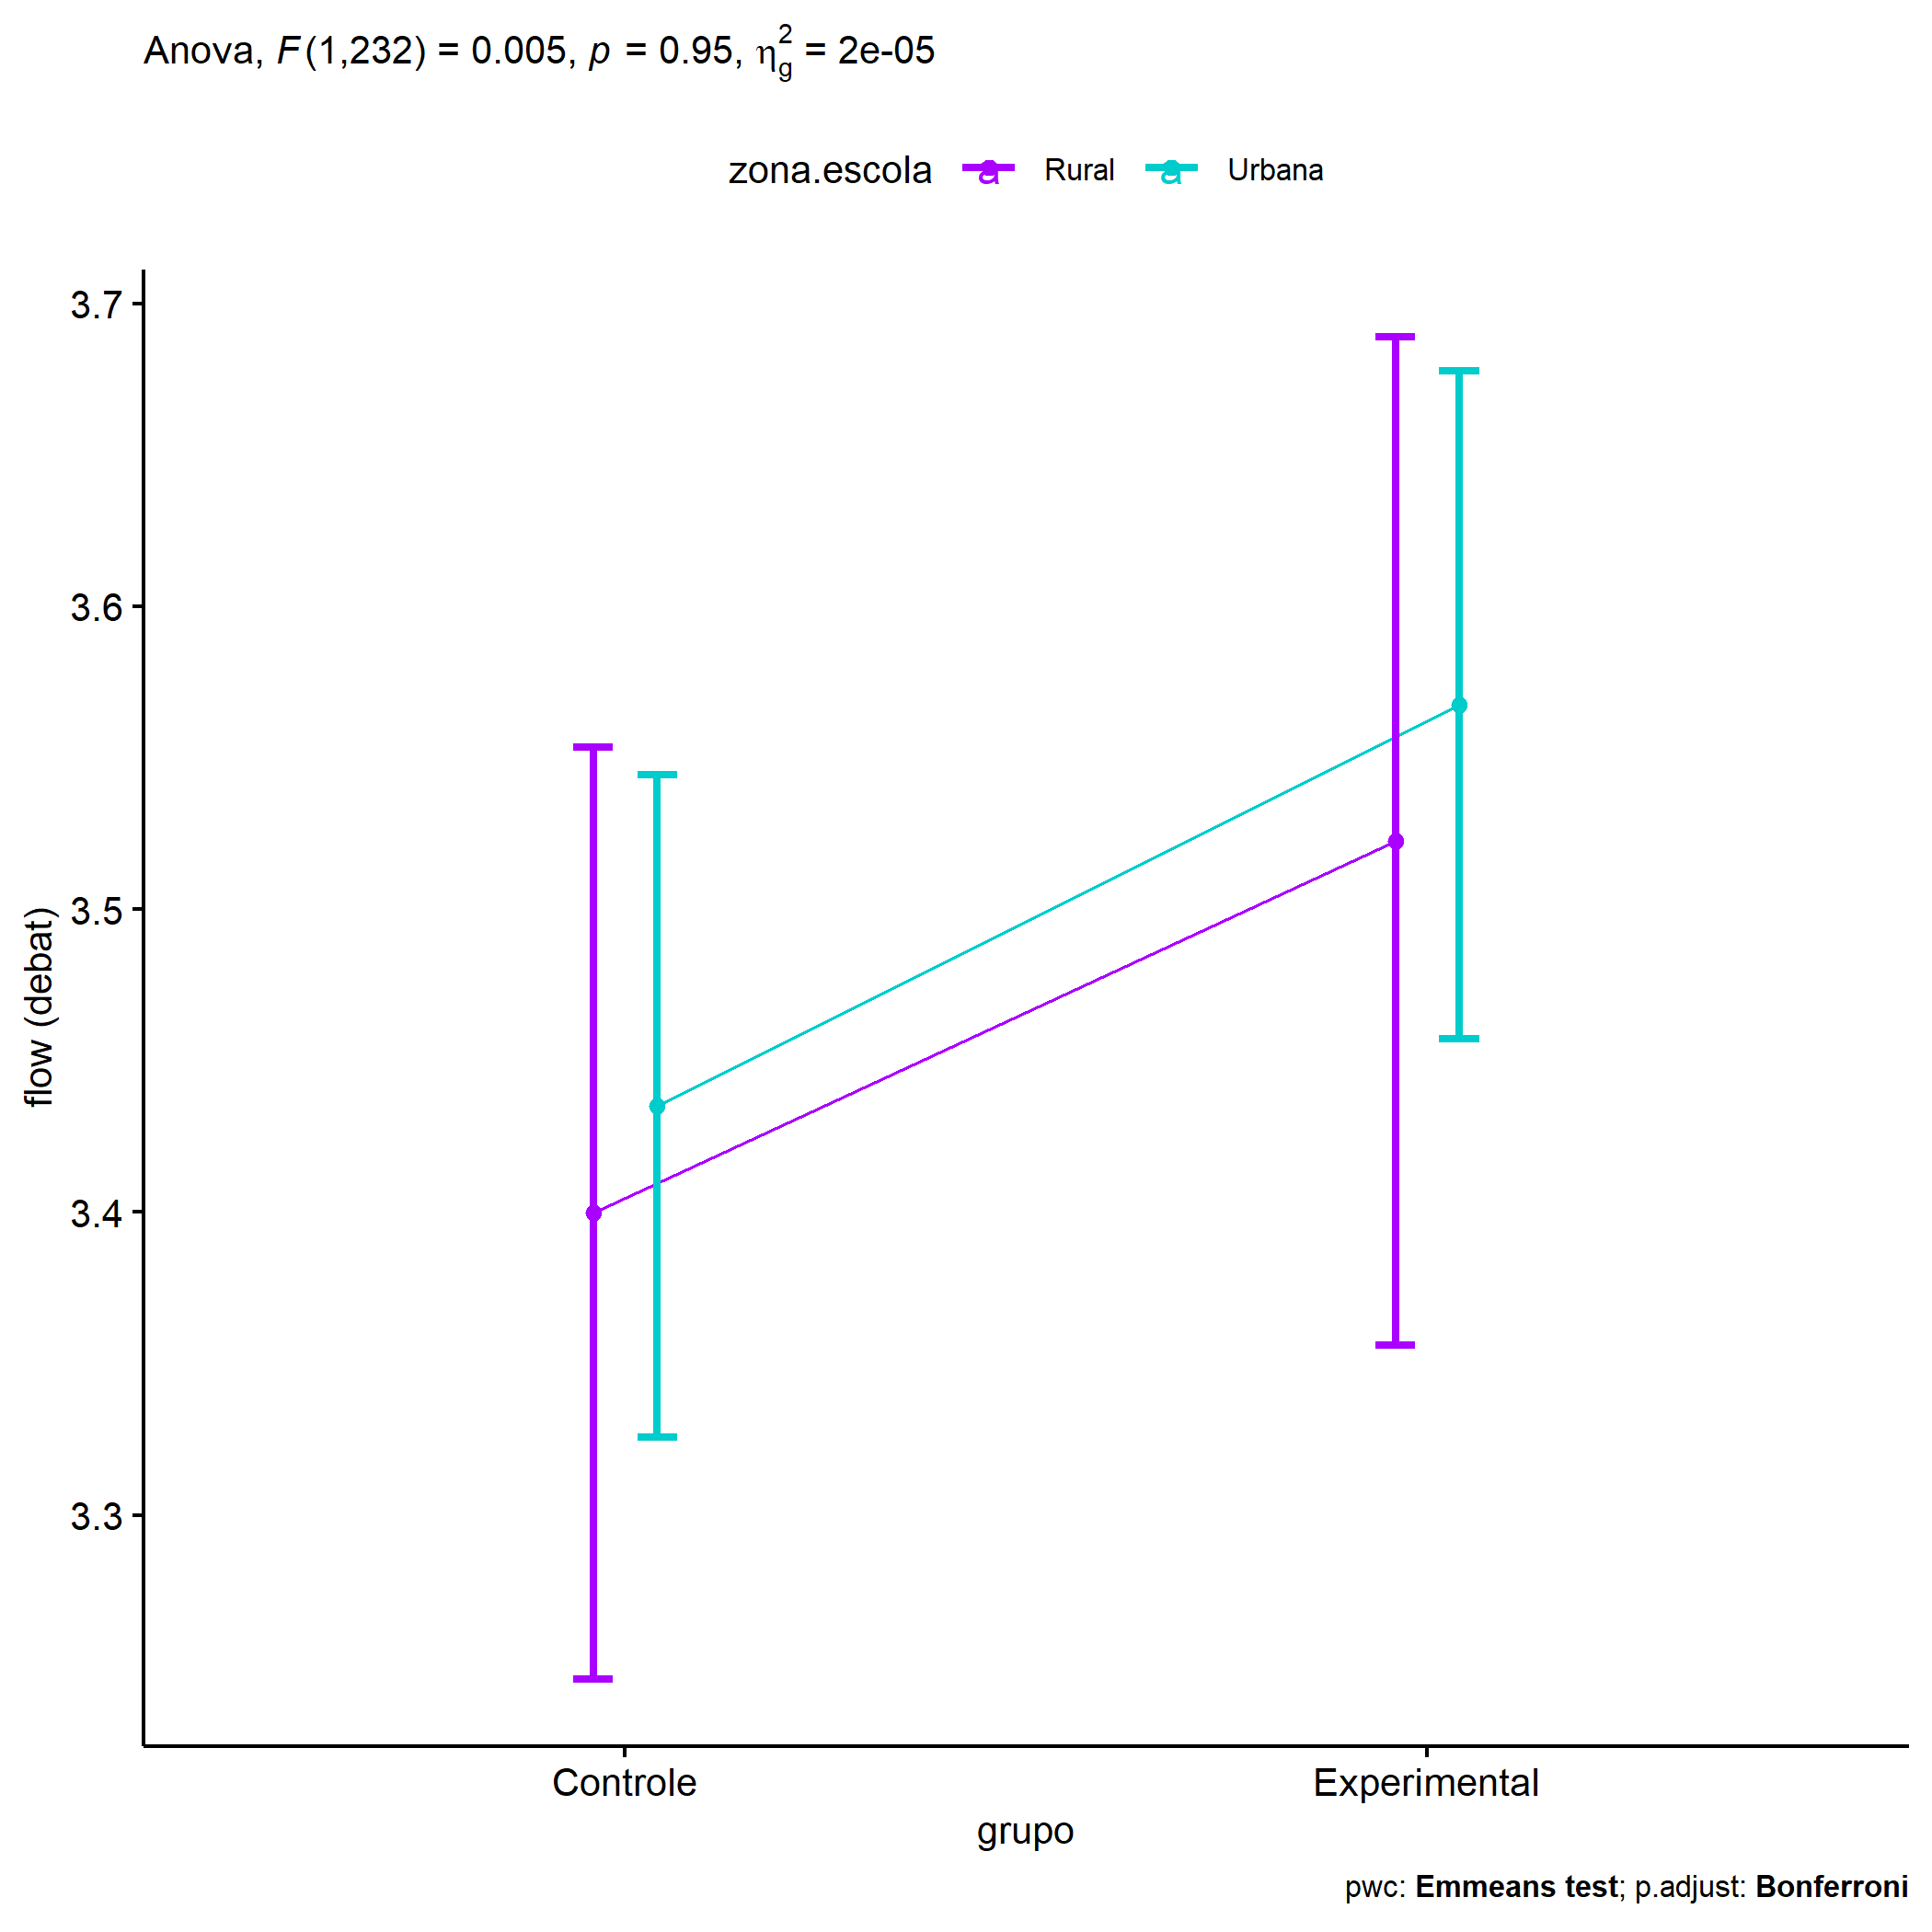 Anova, F(1,232) = 0.005, p = 0.95, η²g = 2e-05
zona.escola a Rural a Urbana
3.7
3.6
3.5
3.4
3.3
flow (debat)
Controle Experimental
grupo
pwc: Emmeans test; p.adjust: Bonferroni